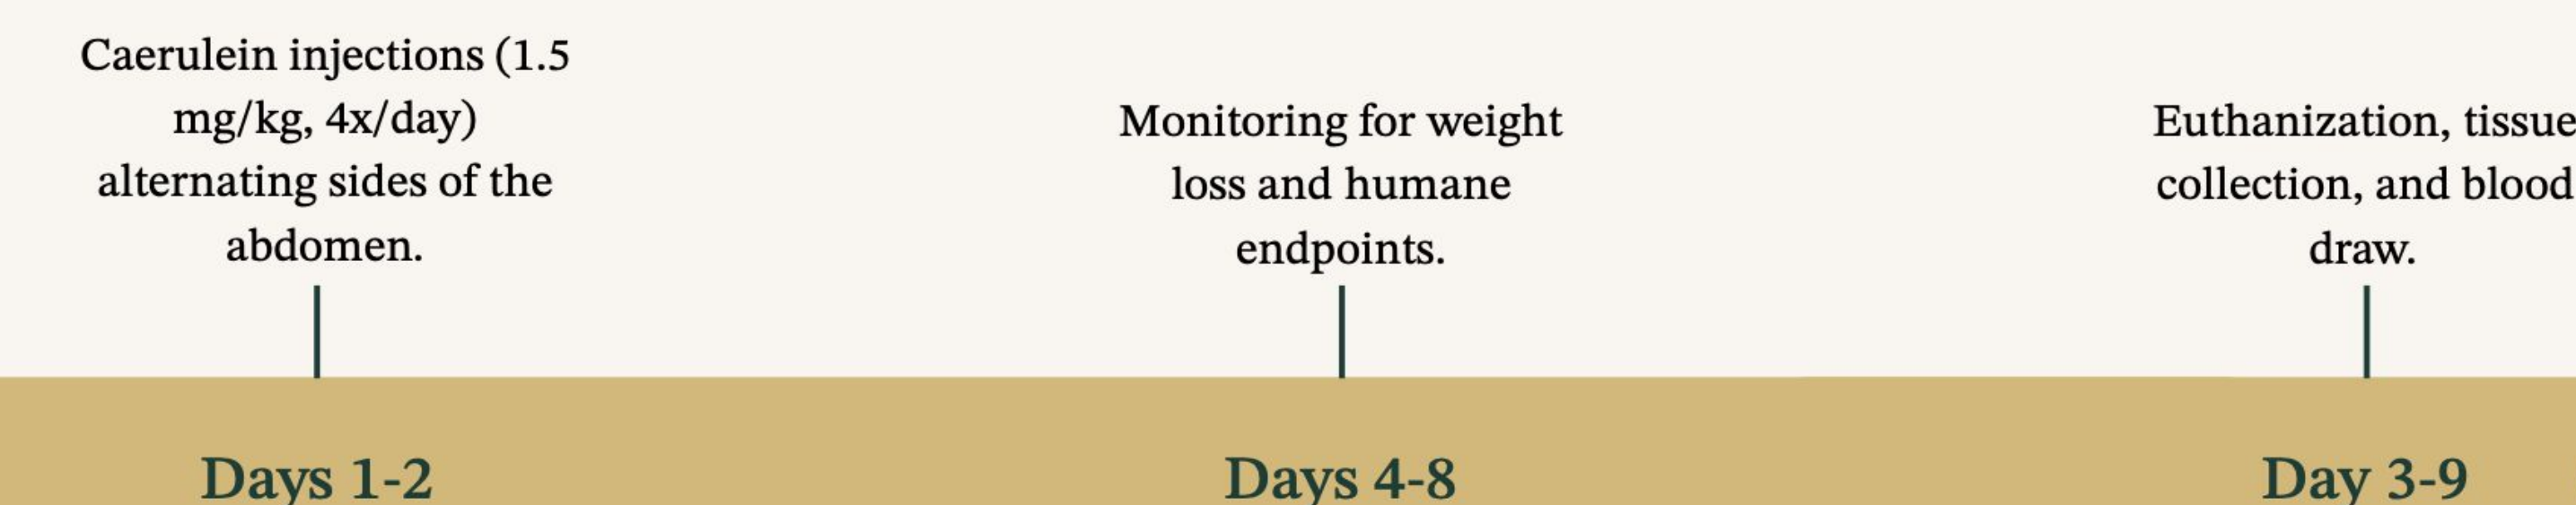 Caerulein injections (1.5
mg/kg, 4x/day)
alternating sides of the
abdomen.
Monitoring for weight
loss and humane
endpoints.
Euthanization, tissue
collection, and blood
draw.
Days 1-2
Days 4-8
Day 3-9